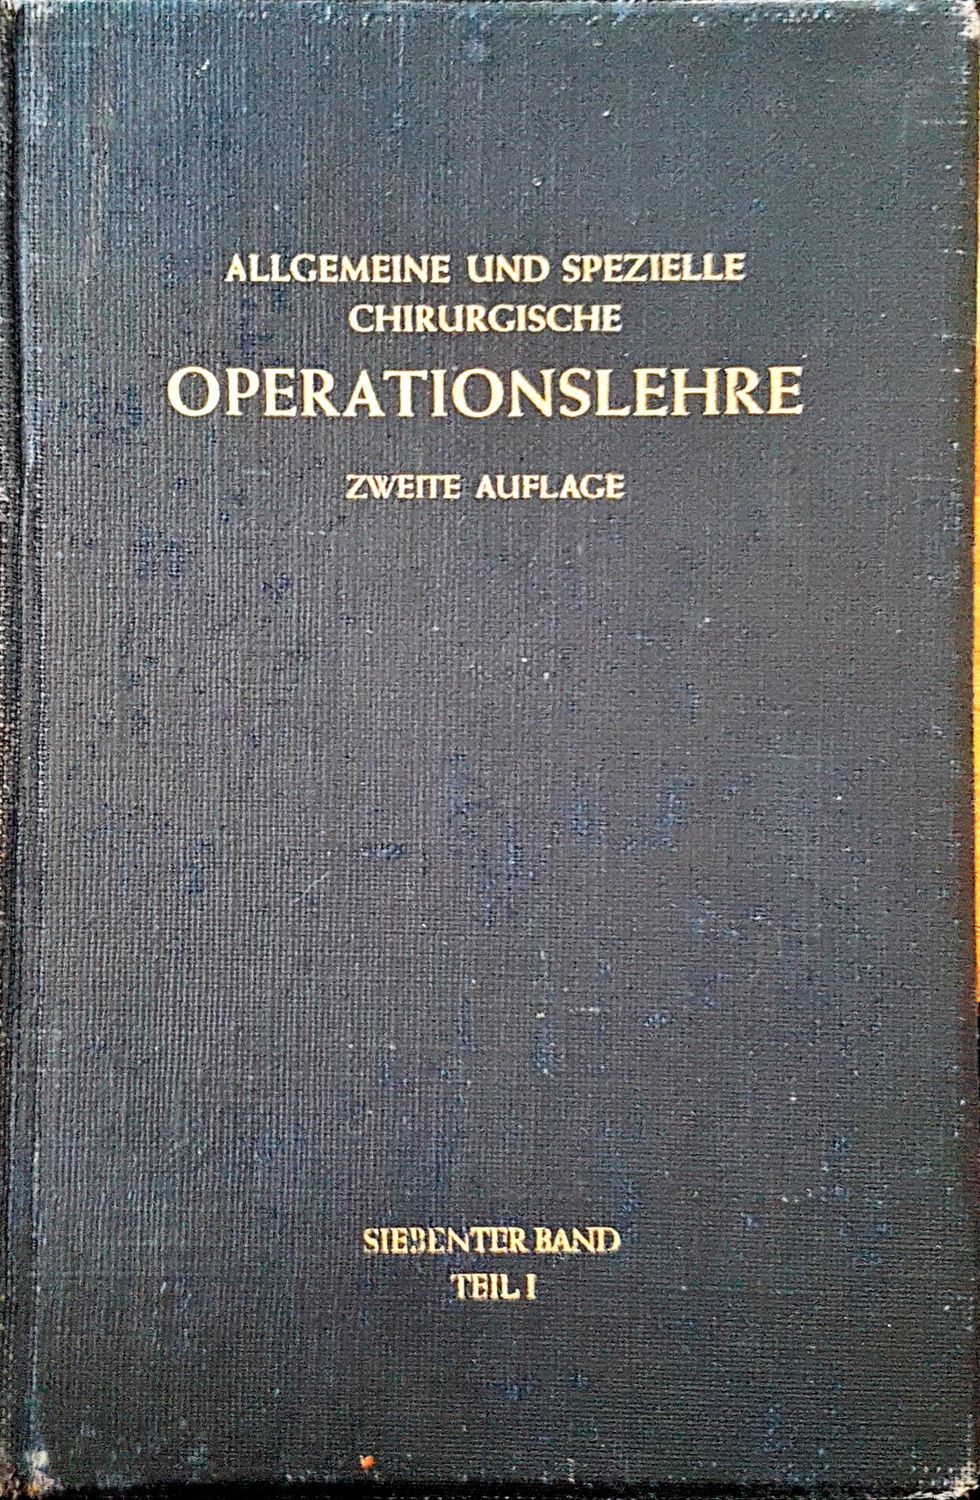 ALLGEMEINE UND SPEZIELLE
CHIRURGISCHE
OPERATIONSLEHRE
ZWEITE AUFLAGE
SIEBENTER BAND
TEIL I